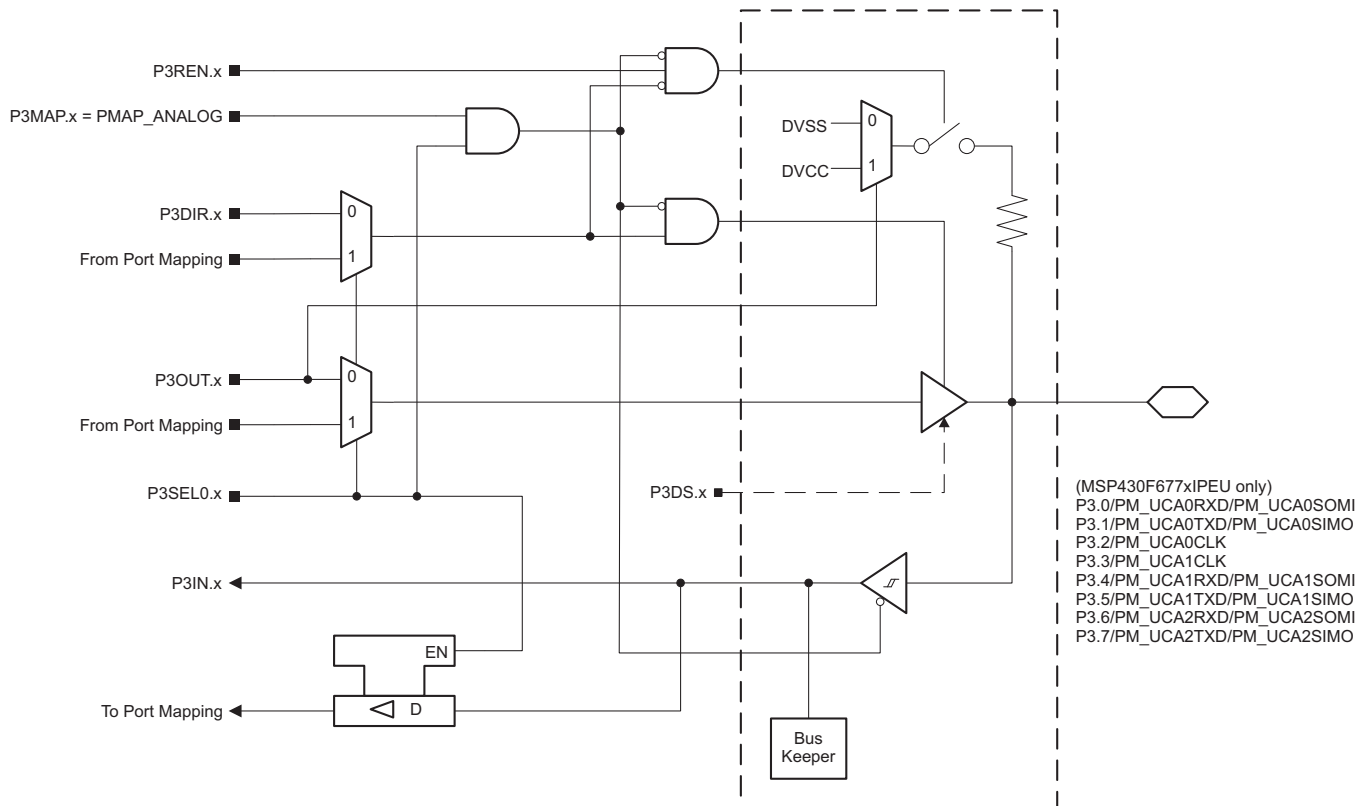 P3REN.x
P3MAP.x = PMAP_ANALOG
DVSS
0
DVCC
1
P3DIR.x
0
From Port Mapping
1
P3OUT.x
0
From Port Mapping
1
P3SEL0.x
P3DS.x
(MSP430F677xIPEU only)
P3.0/PM_UCA0RXD/PM_UCA0SOMI
P3.1/PM_UCA0TXD/PM_UCA0SIMO
P3.2/PM_UCA0CLK
P3.3/PM_UCA1CLK
P3.4/PM_UCA1RXD/PM_UCA1SOMI
P3.5/PM_UCA1TXD/PM_UCA1SIMO
P3.6/PM_UCA2RXD/PM_UCA2SOMI
P3.7/PM_UCA2TXD/PM_UCA2SIMO
P3IN.x
EN
To Port Mapping
D
Bus
Keeper